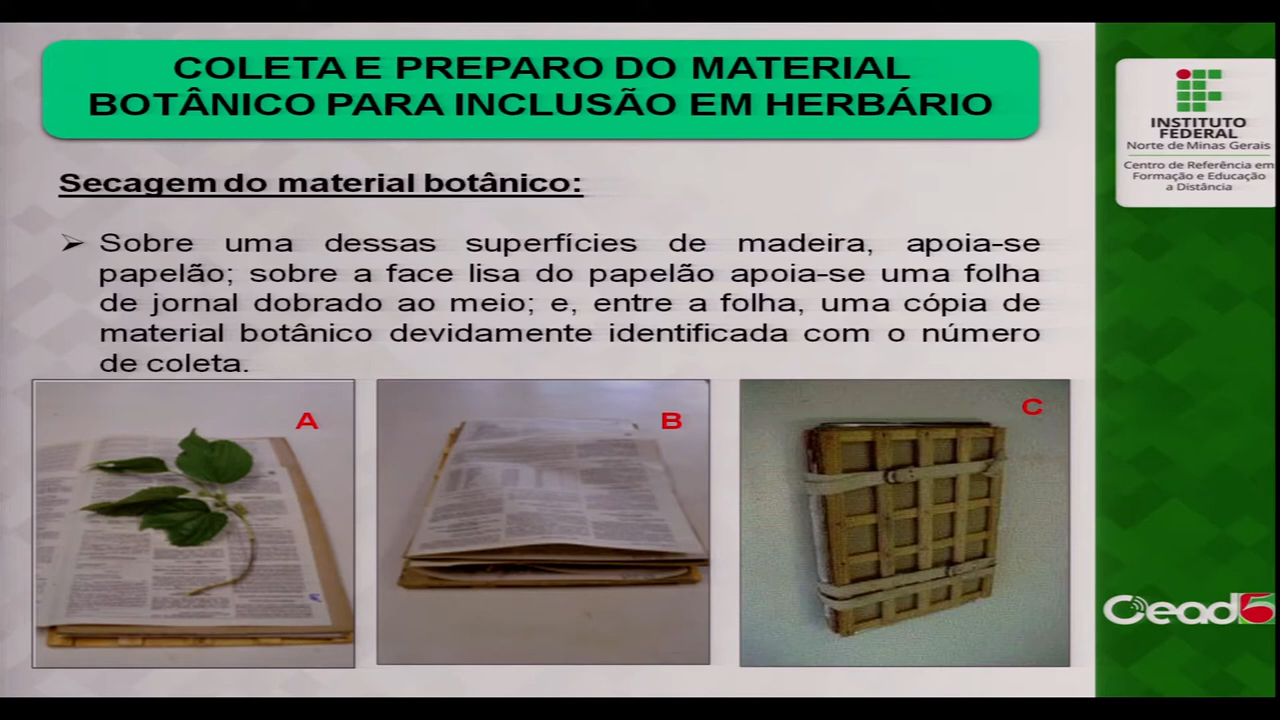 COLETA E PREPARO DO MATERIAL
BOTÂNICO PARA INCLUSÃO EM HERBÁRIO
INSTITUTO
FEDERAL
Norte de Minas Gerais
Centro de Referência em
Formação e Educação
a Distância
Secagem do material botânico:
Sobre uma dessas superfícies de madeira, apoia-se
papelão; sobre a face lisa do papelão apoia-se uma folha
de jornal dobrado ao meio; e, entre a folha, uma cópia de
material botânico devidamente identificada com o número
de coleta.
A
B
C
Cead5